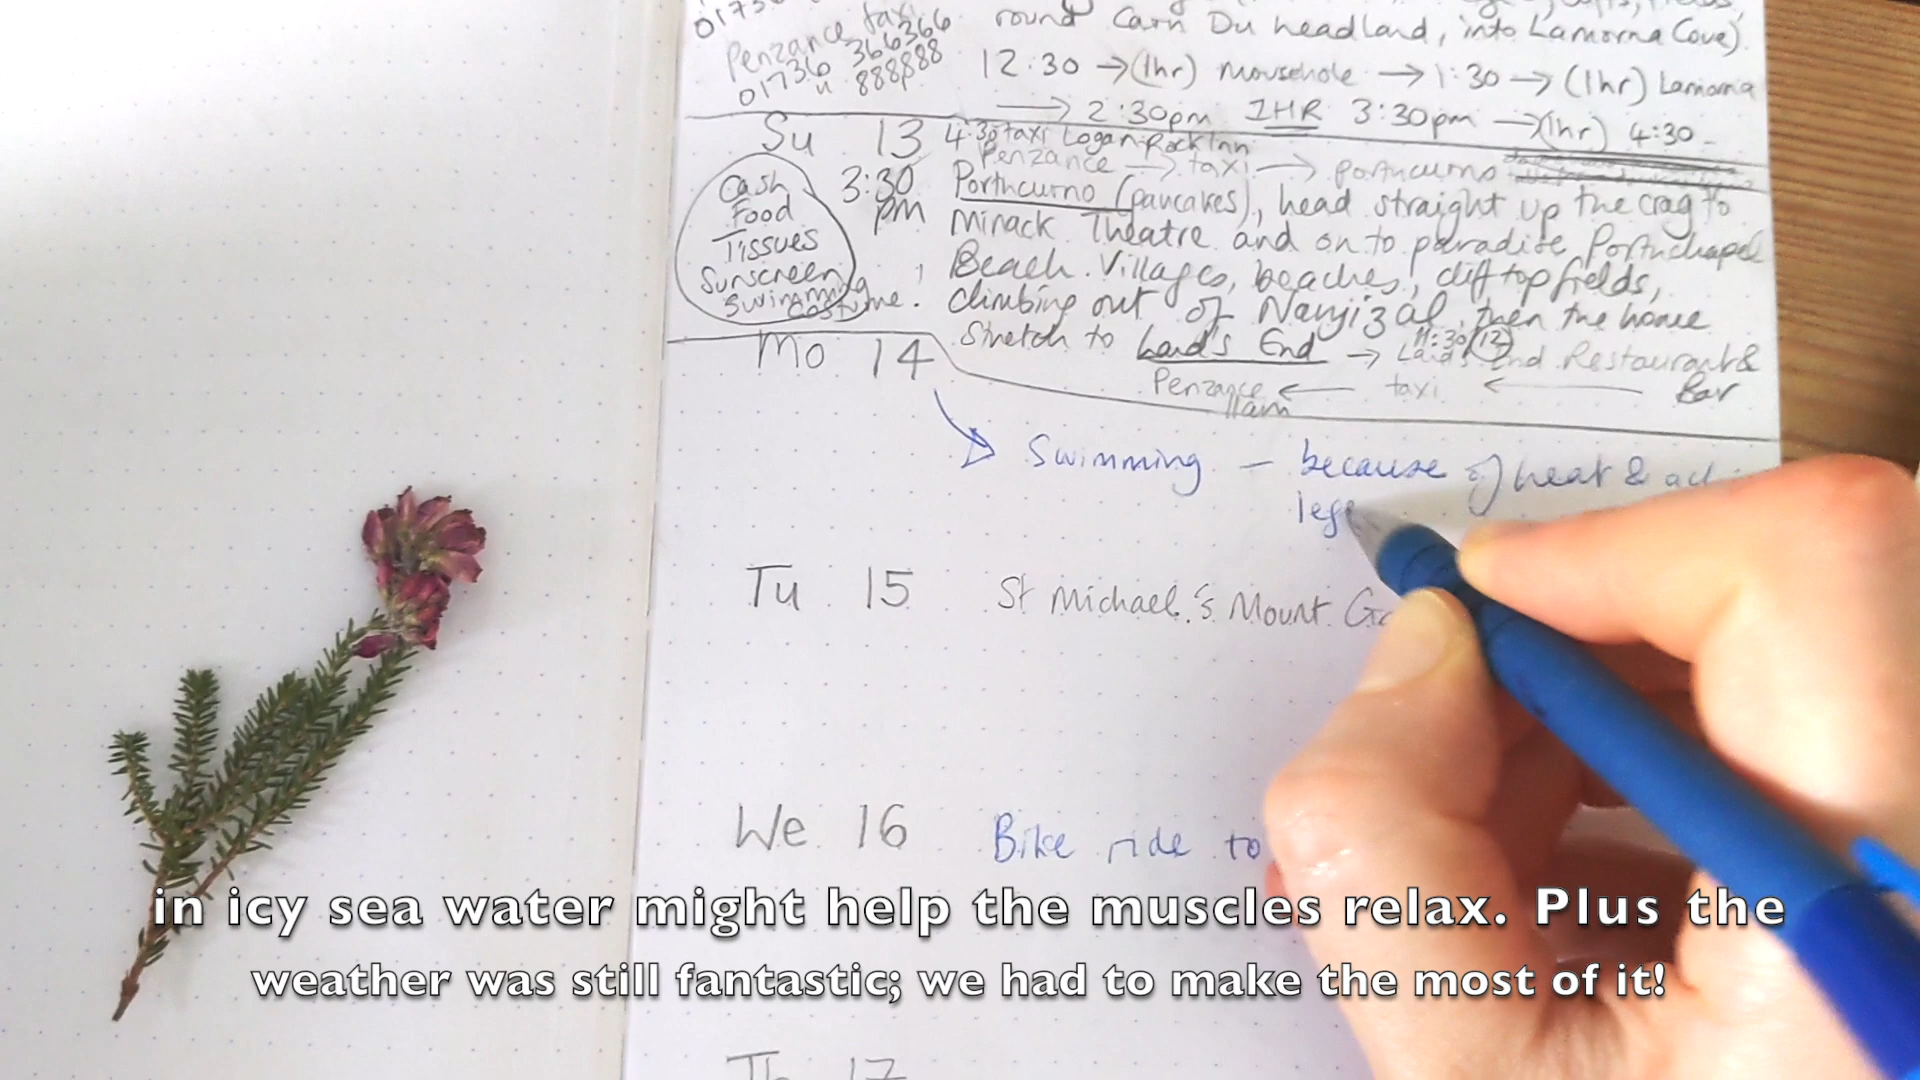 01736
Penzance taxi
01736 366366
" 888888
round Carn Du headland, into Lamorna Cove).
12:30 →(1hr) mousehole → 1:30 → (1hr) Lamorna
→ 2:30pm 1HR 3:30pm →(1hr) 4:30
Su 13 4:30 taxi Logan Rock Inn
Penzance → taxi → porthcurno
Cash
Food
Tissues
Sunscreen
Swimming
costume.
3:30
pm
Porthcurno (pancakes), head straight up the crag to
Minack Theatre and on to paradise Porthchapel
Beach. Villages, beaches, cliff top fields,
climbing out of Nanjizal, then the home
Stretch to Land's End → Land's End Restaurant &
11:30 (12)
Penzance ← taxi ← Bar
11am
Mo 14
Swimming – because of heat &
legs
Tu 15 St Michael's Mount
We 16 Bike ride to
Th 17
in icy sea water might help the muscles relax. Plus the
weather was still fantastic; we had to make the most of it!